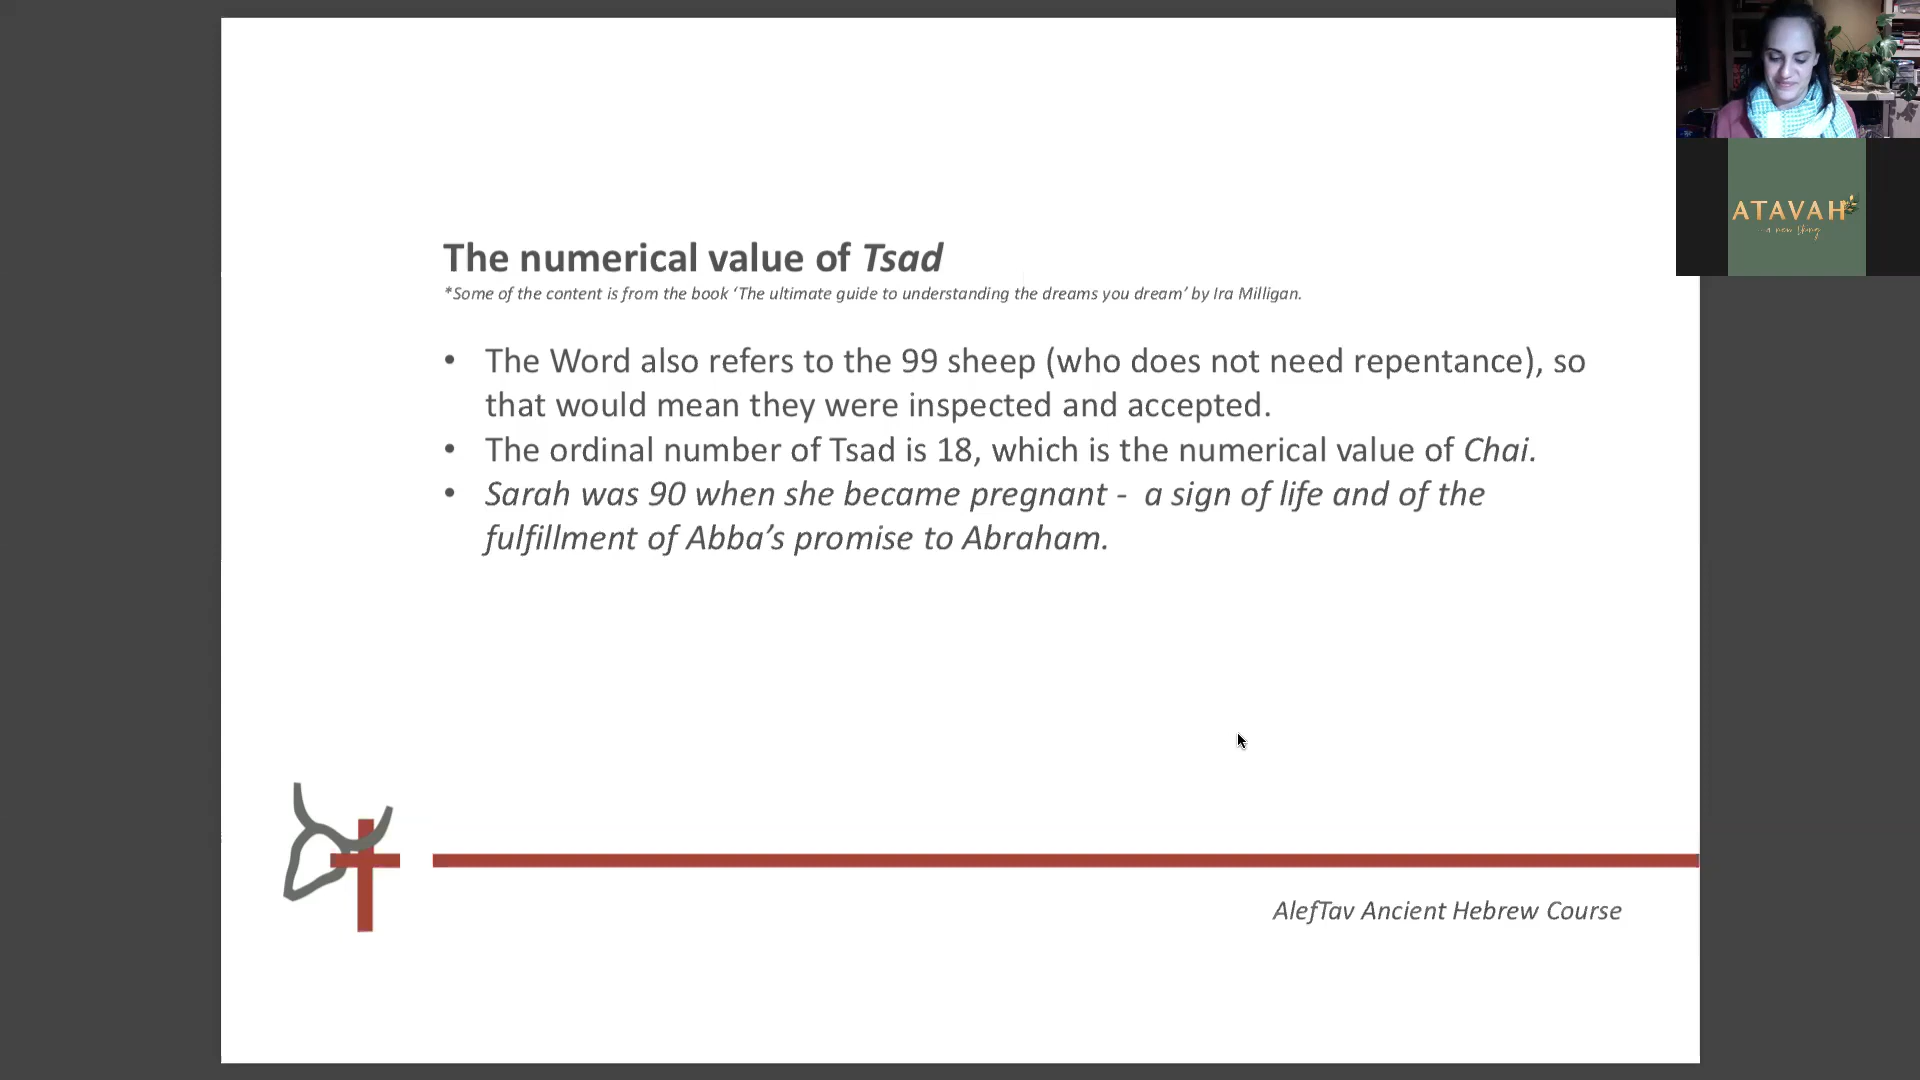 The numerical value of Tsad
*Some of the content is from the book ‘The ultimate guide to understanding the dreams you dream’ by Ira Milligan.
• The Word also refers to the 99 sheep (who does not need repentance), so
that would mean they were inspected and accepted.
• The ordinal number of Tsad is 18, which is the numerical value of Chai.
• Sarah was 90 when she became pregnant - a sign of life and of the
fulfillment of Abba’s promise to Abraham.
AlefTav Ancient Hebrew Course
ATAVAH
a new thing